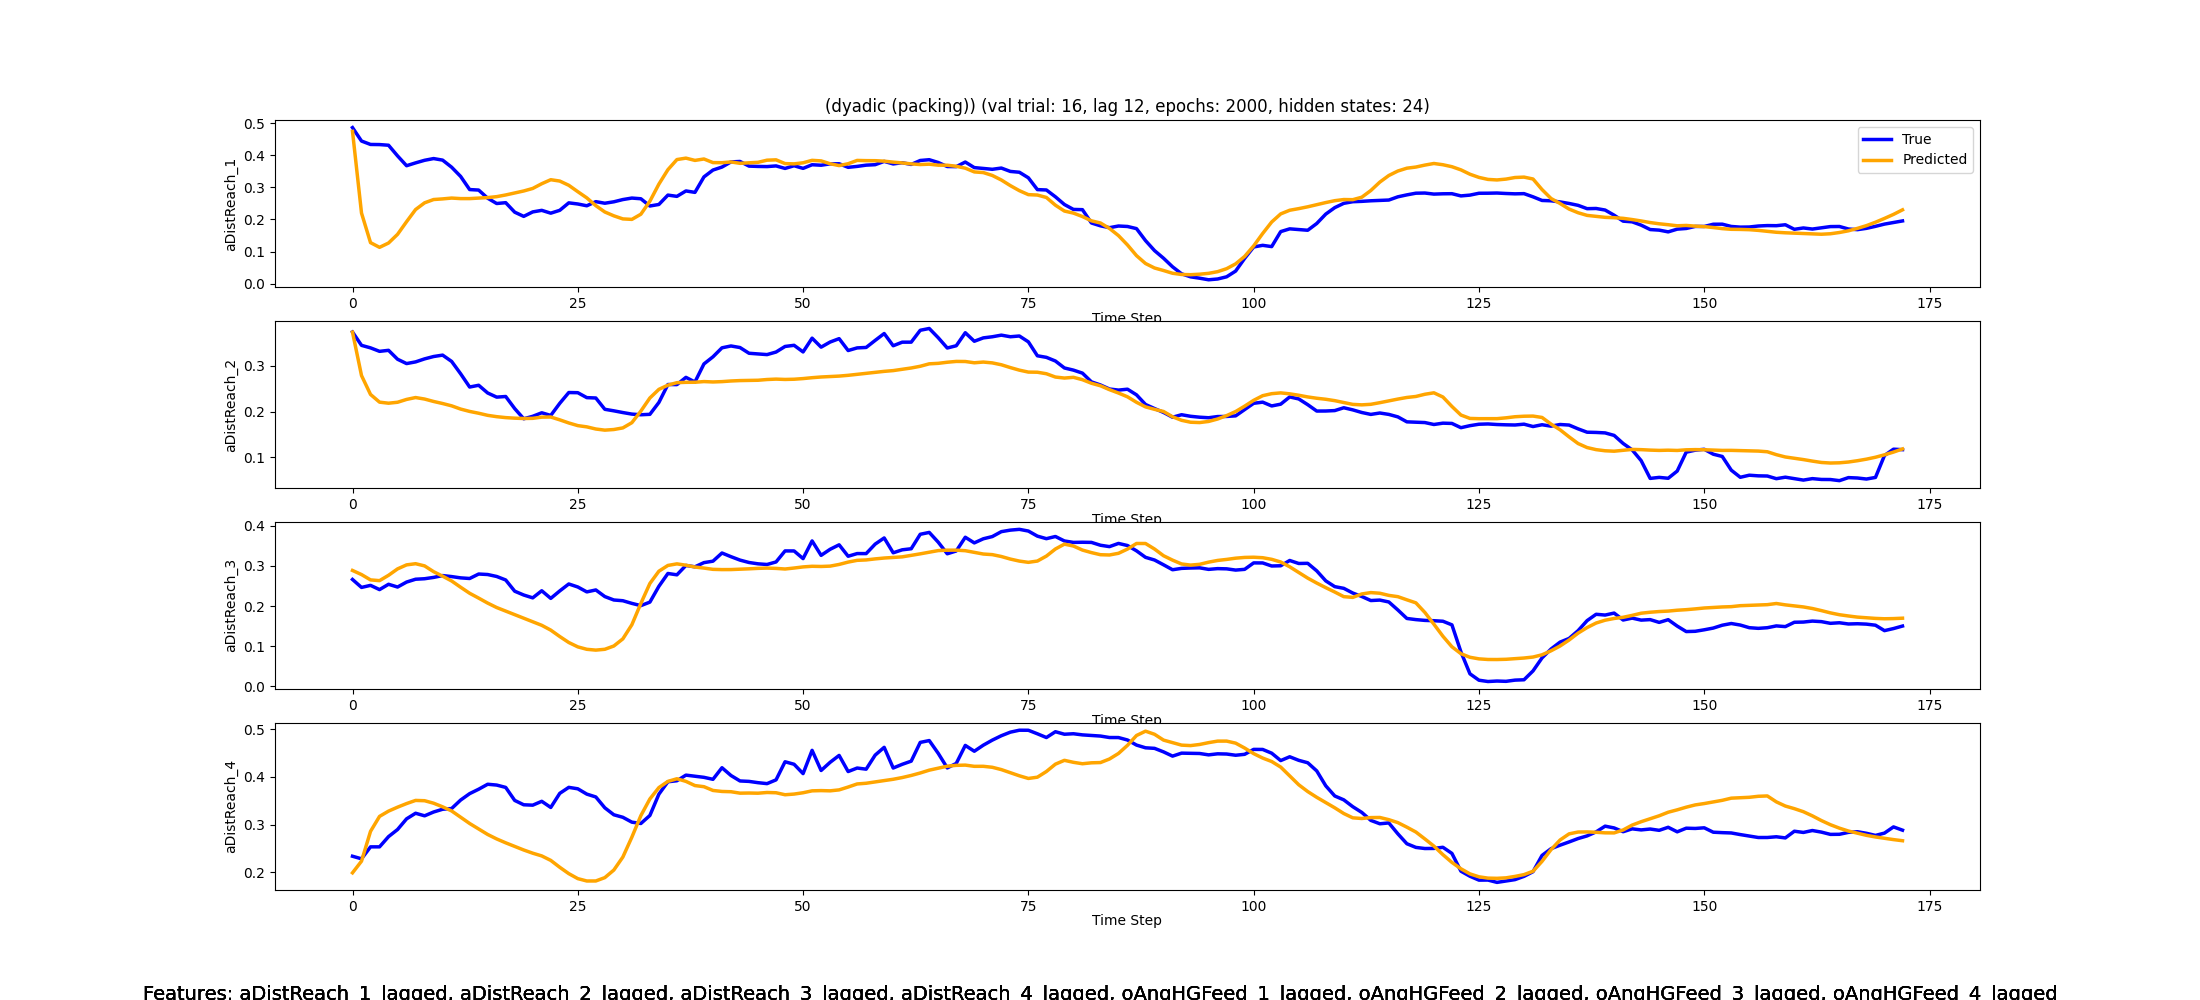 (dyadic (packing)) (val trial: 16, lag 12, epochs: 2000, hidden states: 24)
True
Predicted
aDistReach_1
0.5
0.4
0.3
0.2
0.1
0.0
0 25 50 75 100 125 150 175
Time Step
aDistReach_2
0.3
0.2
0.1
0 25 50 75 100 125 150 175
Time Step
aDistReach_3
0.4
0.3
0.2
0.1
0.0
0 25 50 75 100 125 150 175
Time Step
aDistReach_4
0.5
0.4
0.3
0.2
0 25 50 75 100 125 150 175
Time Step
Features: aDistReach_1_lagged, aDistReach_2_lagged, aDistReach_3_lagged, aDistReach_4_lagged, oAngHGFeed_1_lagged, oAngHGFeed_2_lagged, oAngHGFeed_3_lagged, oAngHGFeed_4_lagged